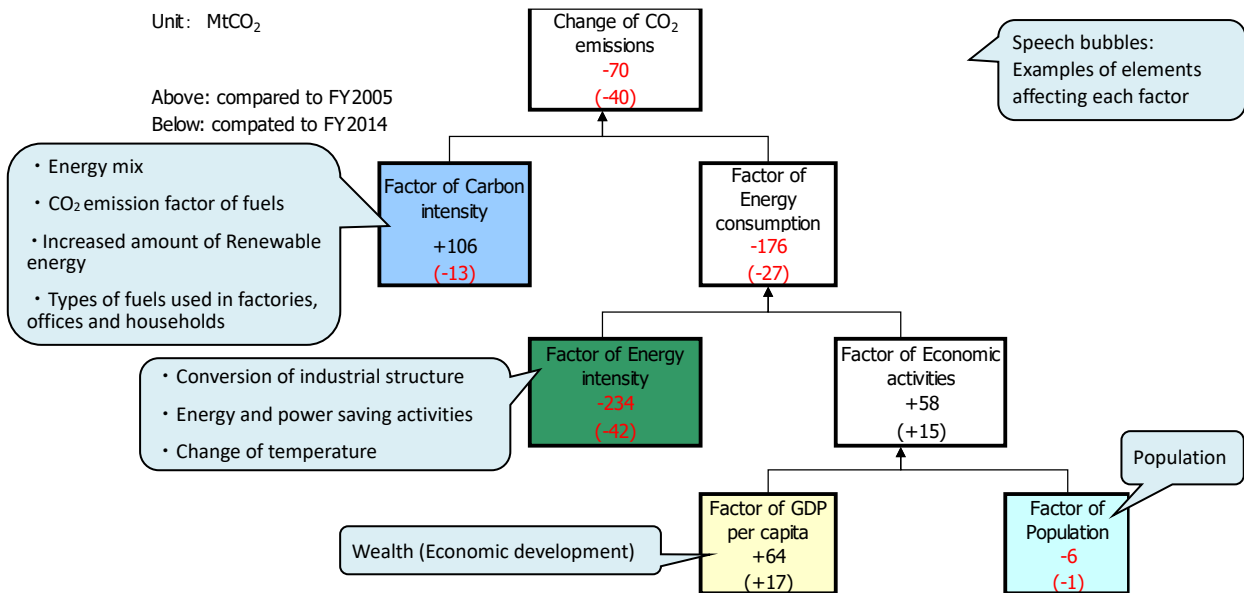 Unit: MtCO₂
Above: compared to FY2005
Below: compated to FY2014
Change of CO₂
emissions
-70
(-40)
Speech bubbles:
Examples of elements
affecting each factor
・Energy mix
・CO₂ emission factor of fuels
・Increased amount of Renewable
energy
・Types of fuels used in factories,
offices and households
Factor of Carbon
intensity
+106
(-13)
Factor of
Energy
consumption
-176
(-27)
・Conversion of industrial structure
・Energy and power saving activities
・Change of temperature
Factor of Energy
intensity
-234
(-42)
Factor of Economic
activities
+58
(+15)
Population
Wealth (Economic development)
Factor of GDP
per capita
+64
(+17)
Factor of
Population
-6
(-1)